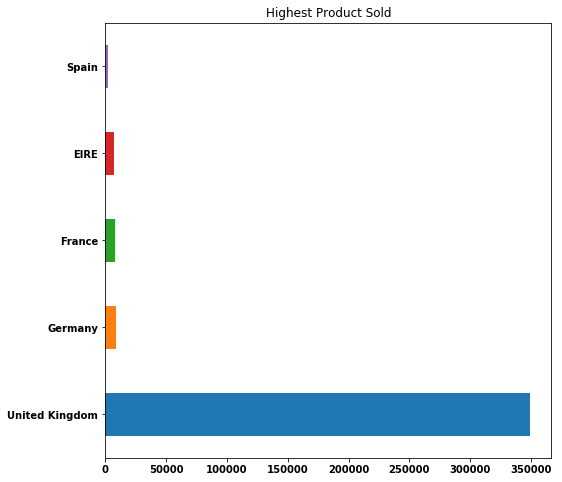 Highest Product Sold
Spain
EIRE
France
Germany
United Kingdom
0 50000 100000 150000 200000 250000 300000 350000